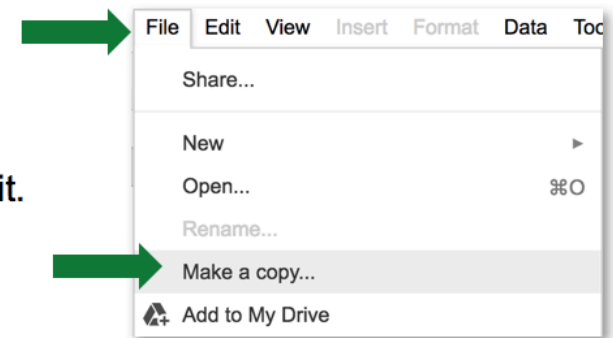 File Edit View Insert Format Data
Share...
New
Open... ⌘O
it.
Rename...
Make a copy...
Add to My Drive